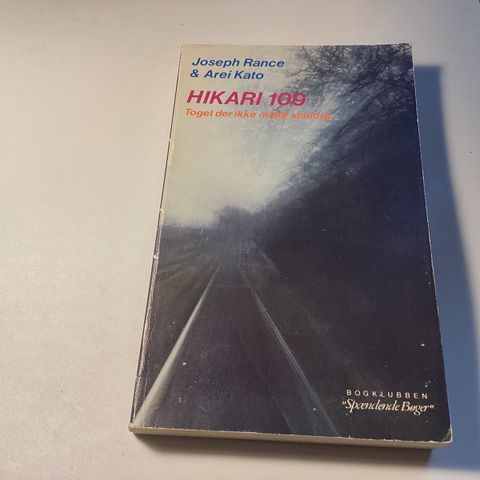 Joseph Rance
& Arei Kato
HIKARI 109
Toget der ikke måtte standse
BOGKLUBBEN
"Spændende Bøger"